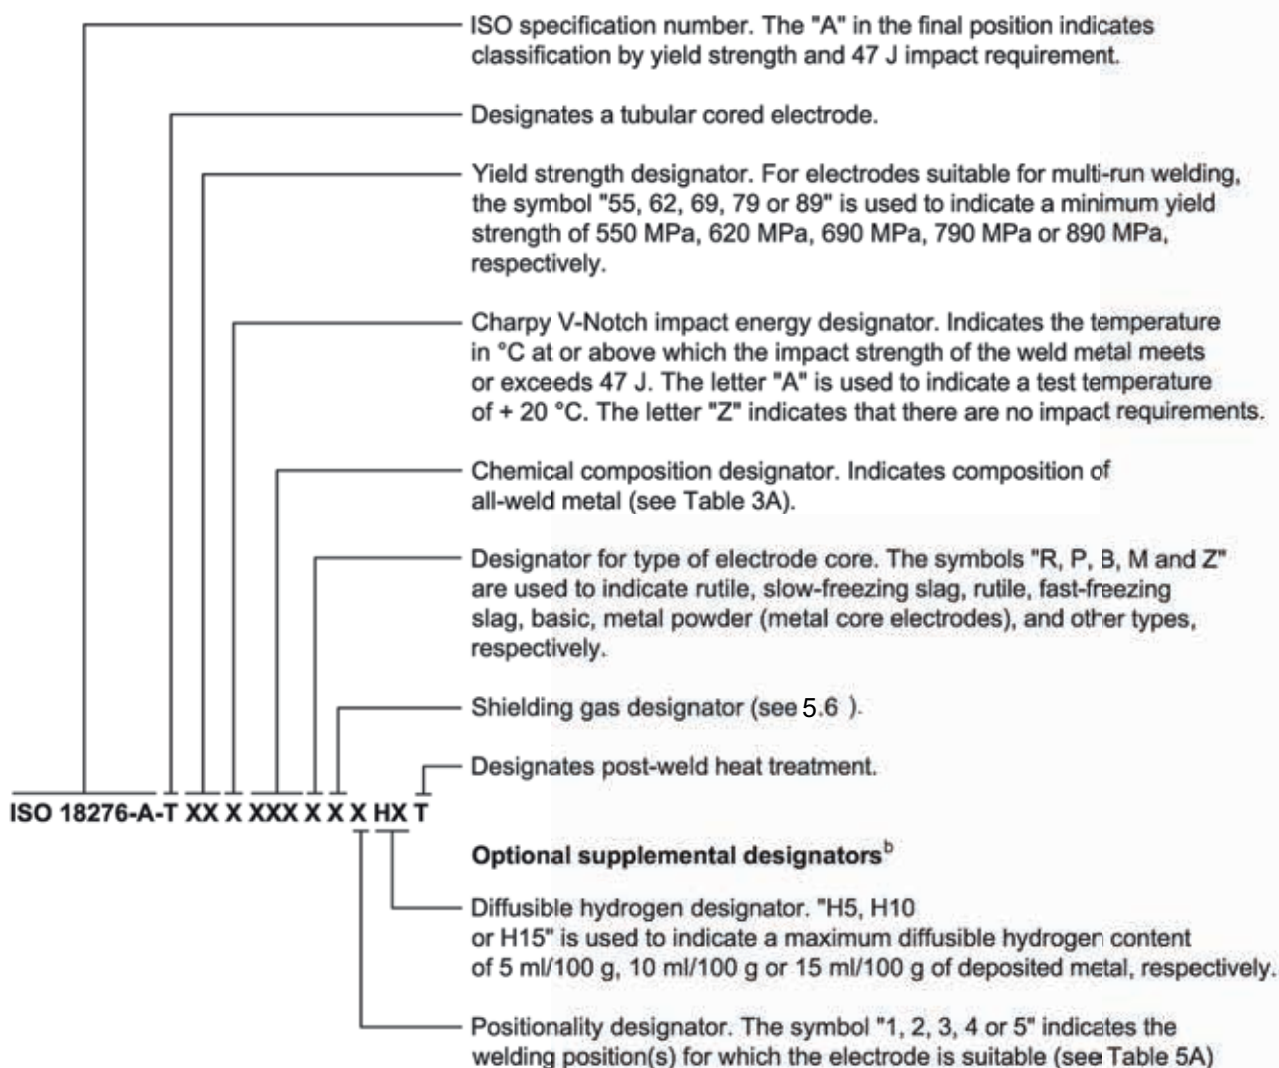 ISO specification number. The "A" in the final position indicates
classification by yield strength and 47 J impact requirement.
Designates a tubular cored electrode.
Yield strength designator. For electrodes suitable for multi-run welding,
the symbol "55, 62, 69, 79 or 89" is used to indicate a minimum yield
strength of 550 MPa, 620 MPa, 690 MPa, 790 MPa or 890 MPa,
respectively.
Charpy V-Notch impact energy designator. Indicates the temperature
in °C at or above which the impact strength of the weld metal meets
or exceeds 47 J. The letter "A" is used to indicate a test temperature
of + 20 °C. The letter "Z" indicates that there are no impact requirements.
Chemical composition designator. Indicates composition of
all-weld metal (see Table 3A).
Designator for type of electrode core. The symbols "R, P, B, M and Z"
are used to indicate rutile, slow-freezing slag, rutile, fast-freezing
slag, basic, metal powder (metal core electrodes), and other types,
respectively.
Shielding gas designator (see 5.6 ).
Designates post-weld heat treatment.
ISO 18276-A-T XX X XXX X X X HX T
Optional supplemental designators^b
Diffusible hydrogen designator. "H5, H10
or H15" is used to indicate a maximum diffusible hydrogen content
of 5 ml/100 g, 10 ml/100 g or 15 ml/100 g of deposited metal, respectively.
Positionality designator. The symbol "1, 2, 3, 4 or 5" indicates the
welding position(s) for which the electrode is suitable (see Table 5A)